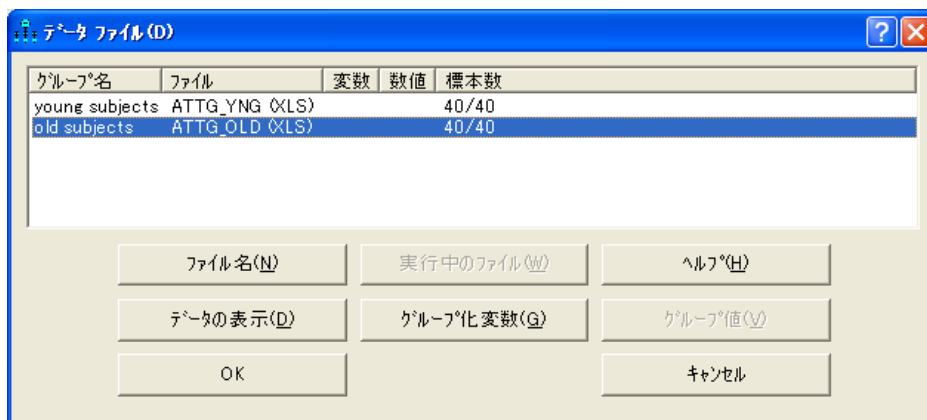 データ ファイル(D)
グループ名 ファイル 変数 数値 標本数
young subjects ATTG_YNG (XLS) 40/40
old subjects ATTG_OLD (XLS) 40/40
ファイル名(N) 実行中のファイル(W) ヘルプ(H)
データの表示(D) グループ化変数(G) グループ値(V)
OK キャンセル